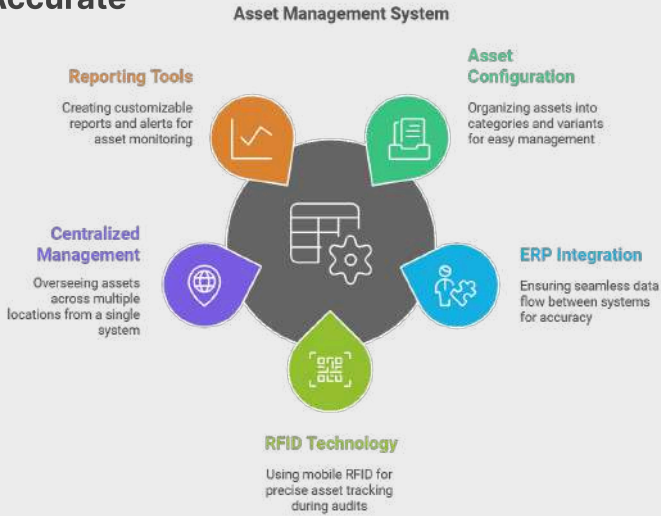 Accurate
Asset Management System
Reporting Tools
Creating customizable
reports and alerts for
asset monitoring
Asset
Configuration
Organizing assets into
categories and variants
for easy management
Centralized
Management
Overseeing assets
across multiple
locations from a single
system
ERP Integration
Ensuring seamless data
flow between systems
for accuracy
RFID Technology
Using mobile RFID for
precise asset tracking
during audits